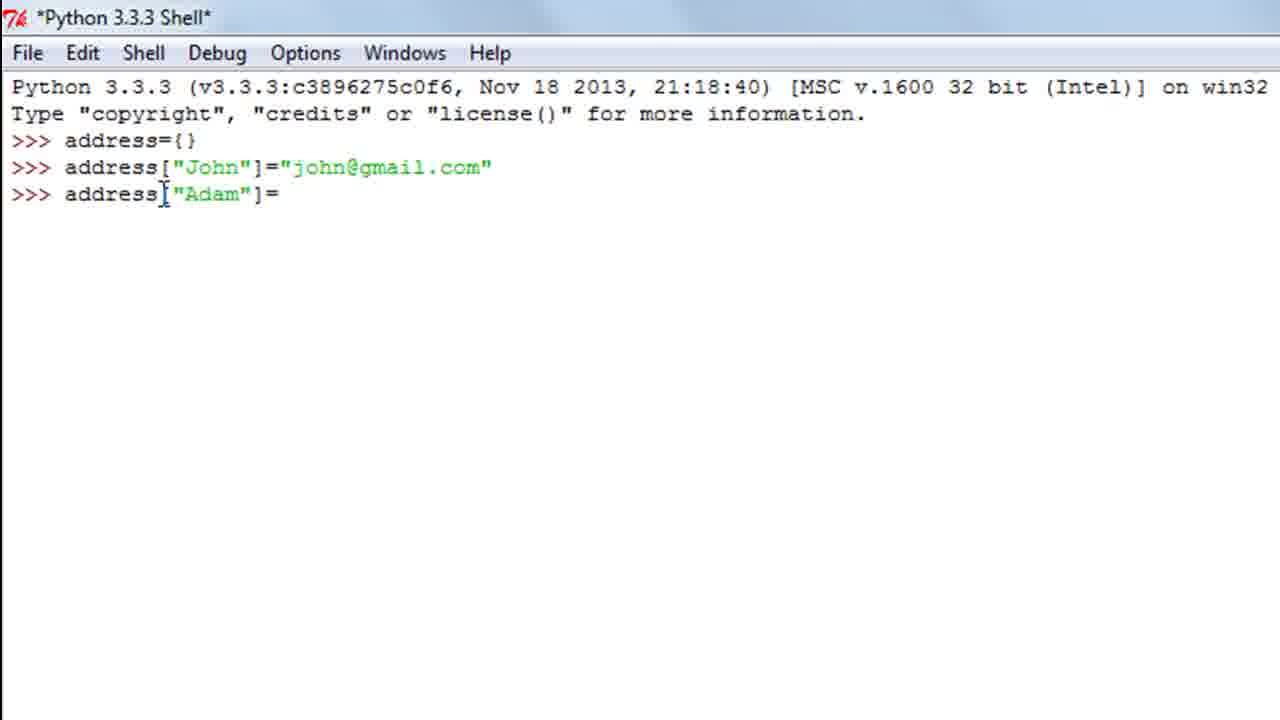 *Python 3.3.3 Shell*
File Edit Shell Debug Options Windows Help
Python 3.3.3 (v3.3.3:c3896275c0f6, Nov 18 2013, 21:18:40) [MSC v.1600 32 bit (Intel)] on win32
Type "copyright", "credits" or "license()" for more information.
>>> address={}
>>> address["John"]="john@gmail.com"
>>> address["Adam"]=